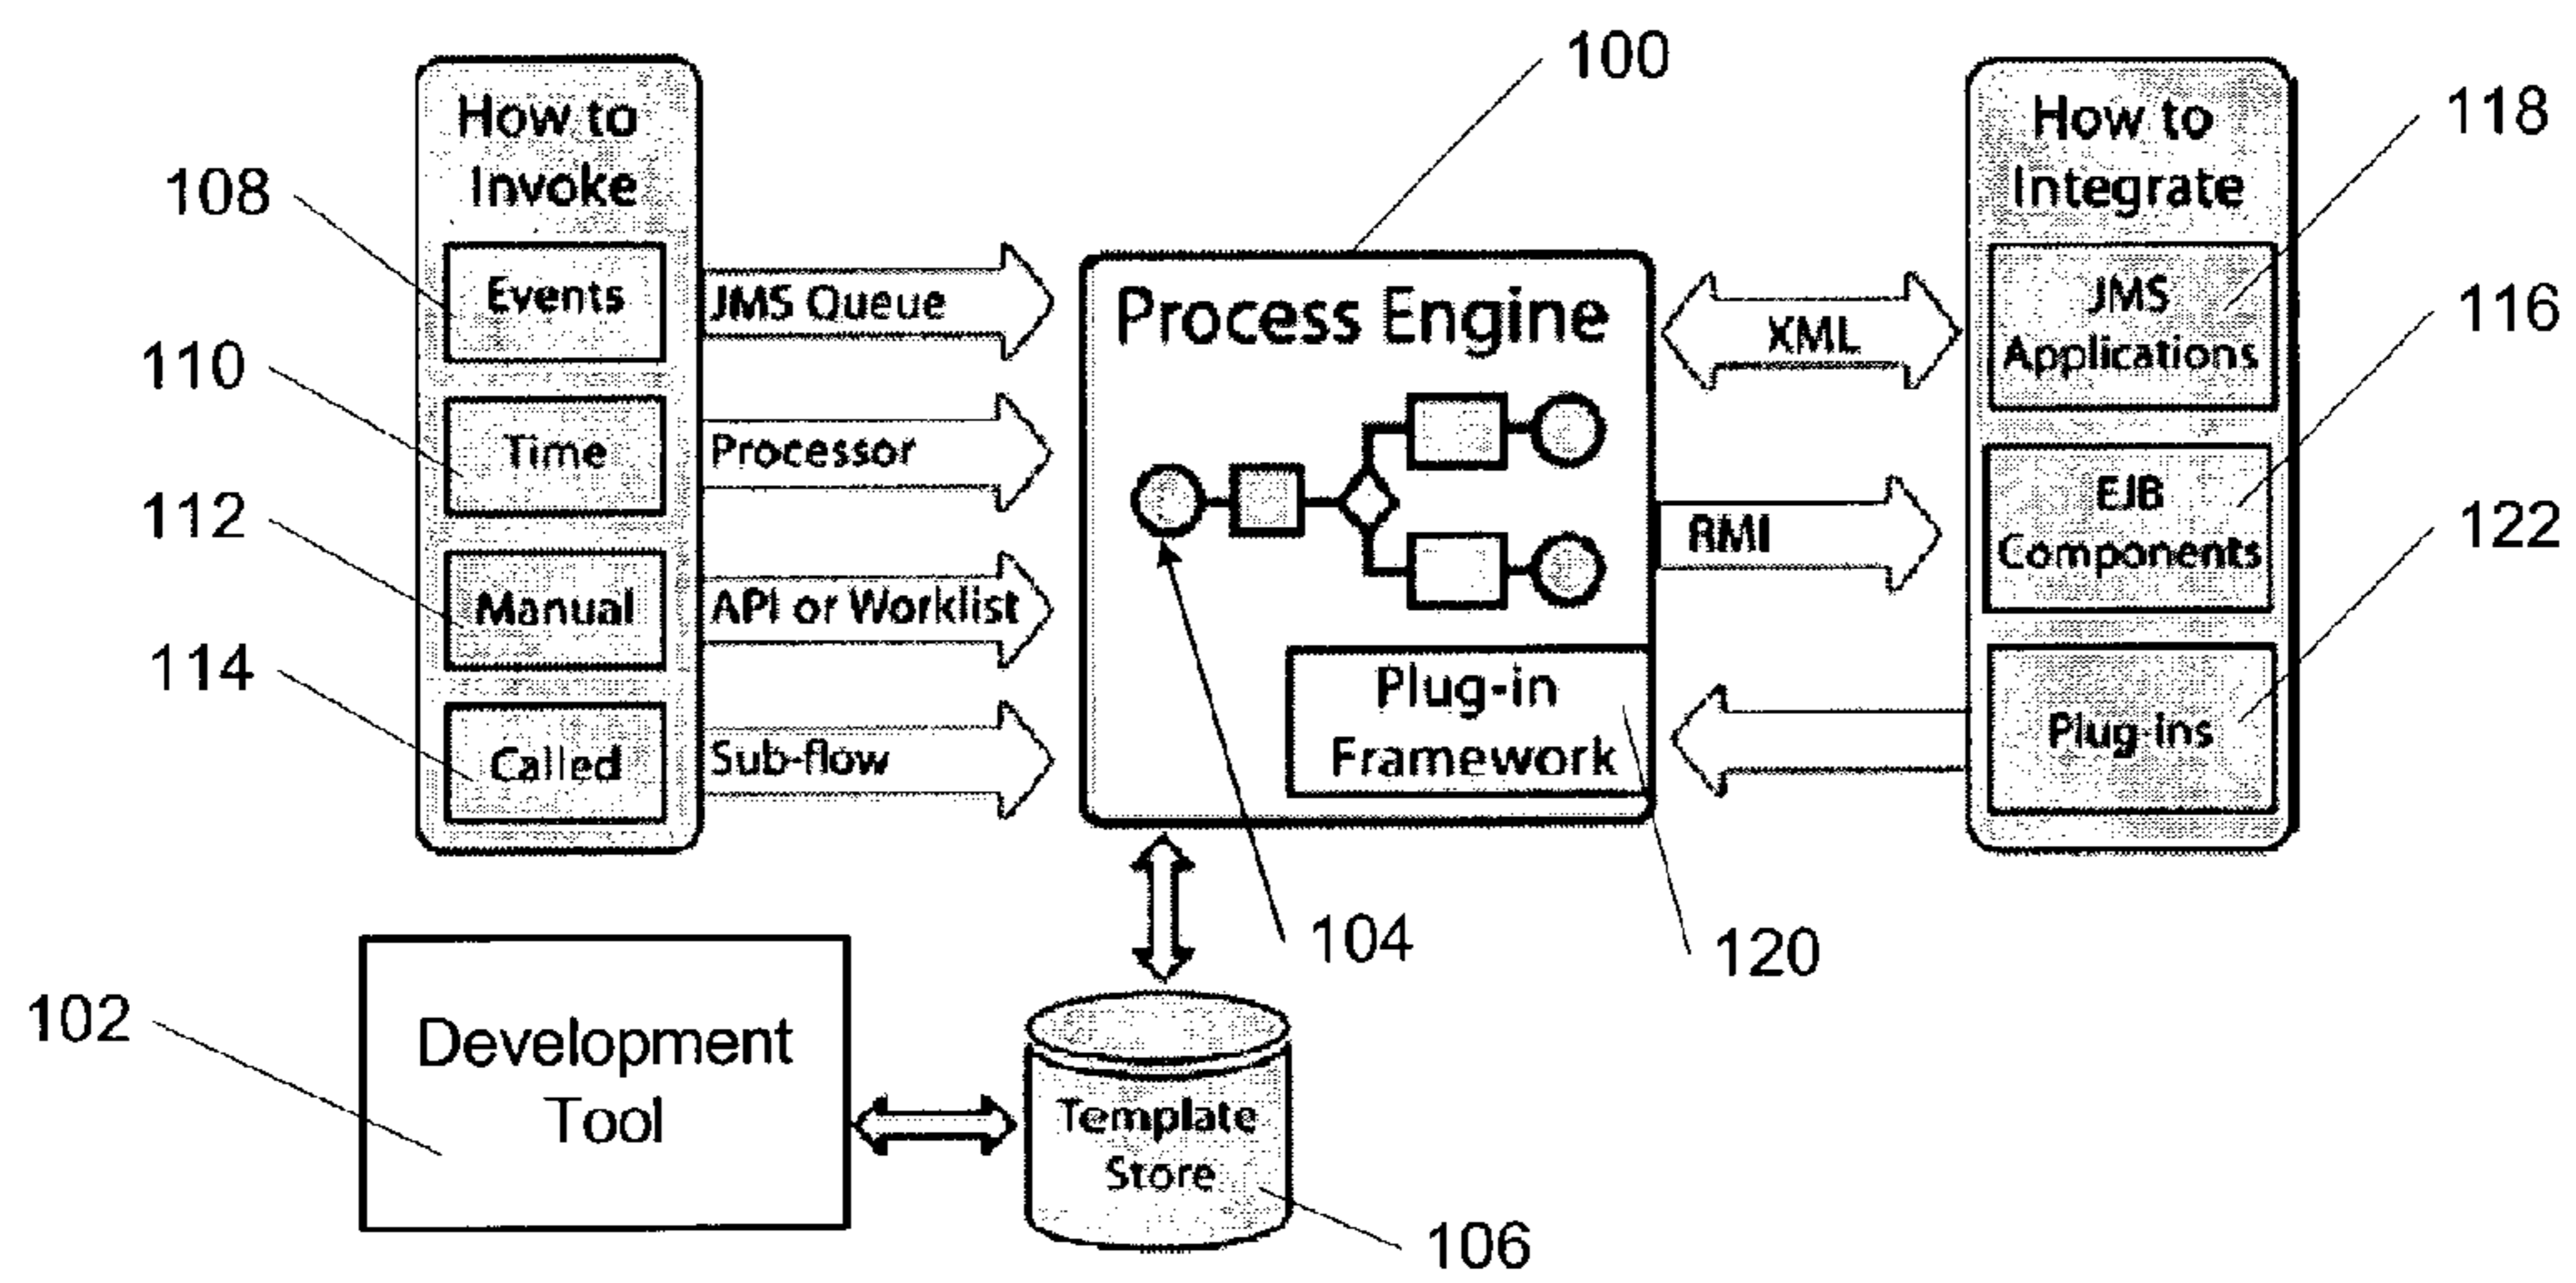 100
How to
Invoke
108
Events
110
Time
112
Manual
114
Called
JMS Queue
Processor
API or Worklist
Sub-flow
Process Engine
Plug-in
Framework
104
120
XML
RMI
How to
Integrate
118
JMS
Applications
116
EJB
Components
122
Plug-ins
102
Development
Tool
Template
Store
106